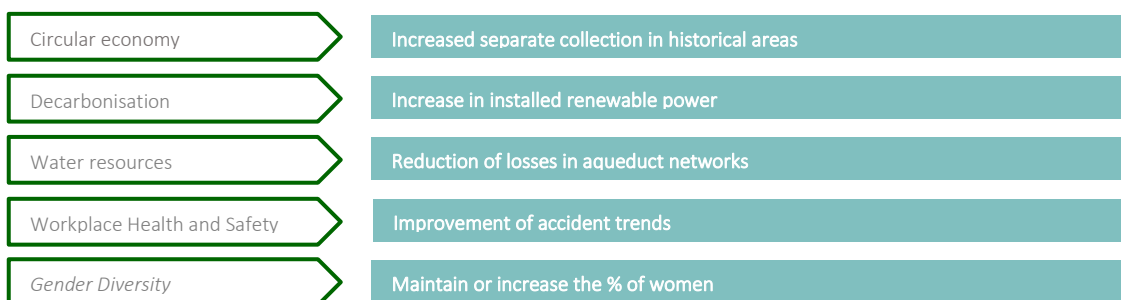 Circular economy
Increased separate collection in historical areas
Decarbonisation
Increase in installed renewable power
Water resources
Reduction of losses in aqueduct networks
Workplace Health and Safety
Improvement of accident trends
Gender Diversity
Maintain or increase the % of women